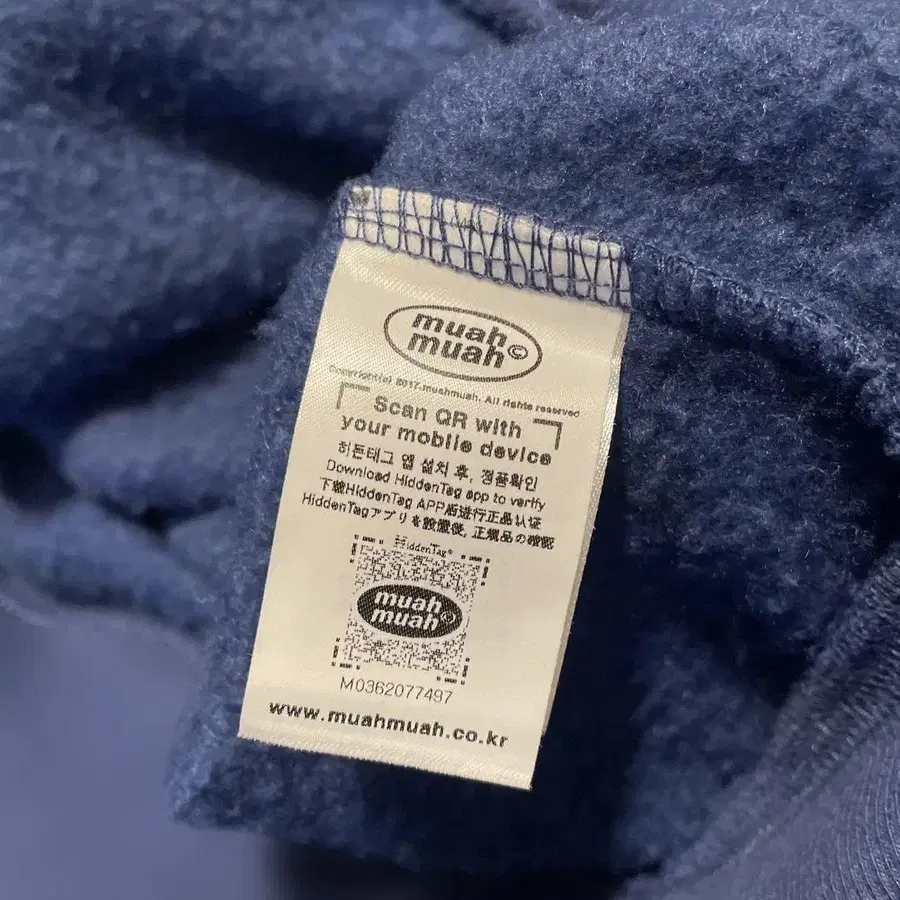 muah
muah©
Copyright(c) 2017.muahmuah. All rights reserved
Scan QR with
your mobile device
히든태그 앱 설치 후, 정품확인
Download HiddenTag app to verify
下载HiddenTag APP后进行正品认证
HiddenTagアプリを設置後, 正規品の確認
HiddenTag®
muah
muah©
M0362077497
www.muahmuah.co.kr